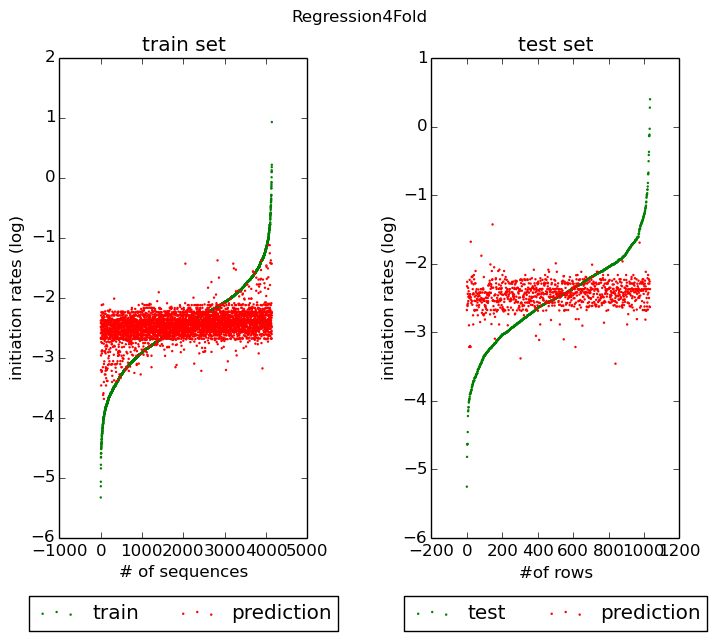 Regression4Fold
train set
test set
2
1
0
−1
−2
−3
−4
−5
−6
initiation rates (log)
−1000 0 1000 2000 3000 4000 5000
# of sequences
1
0
−1
−2
−3
−4
−5
−6
initiation rates (log)
−200 0 200 400 600 800 1000 1200
#of rows
train prediction
test prediction